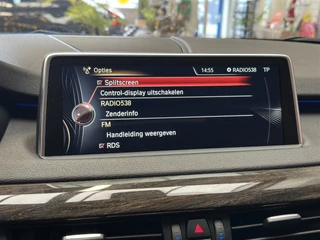 Opties 14:55 RADIO538 TP
Splitscreen
Control-display uitschakelen
RADIO538
Zenderinfo
FM
Handleiding weergeven
RDS